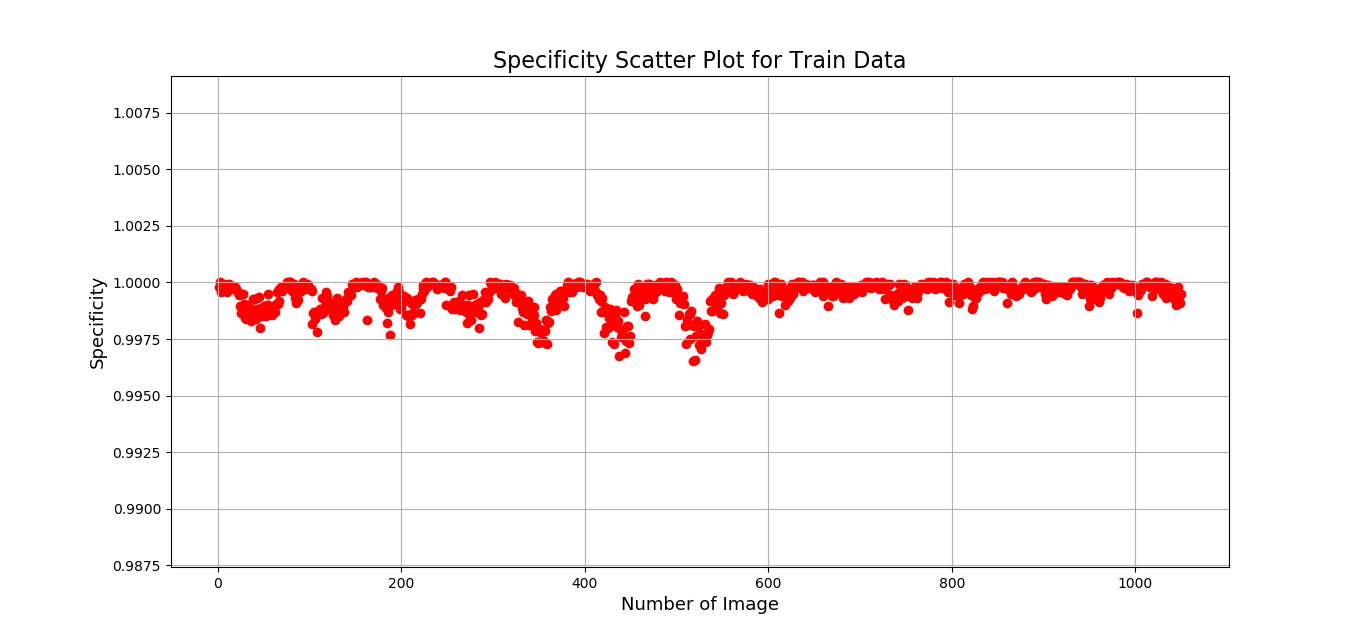 Specificity Scatter Plot for Train Data
1.0075
1.0050
1.0025
1.0000
0.9975
0.9950
0.9925
0.9900
0.9875
Specificity
0 200 400 600 800 1000
Number of Image